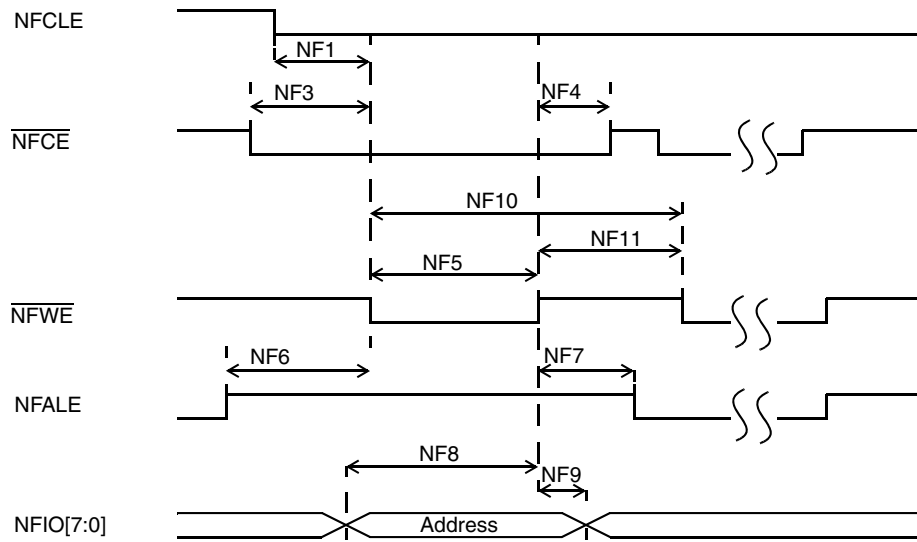 NFCLE
NF1
NF3
NF4
NFCE
NF10
NF11
NF5
NFWE
NF6
NF7
NFALE
NF8
NF9
NFIO[7:0]
Address